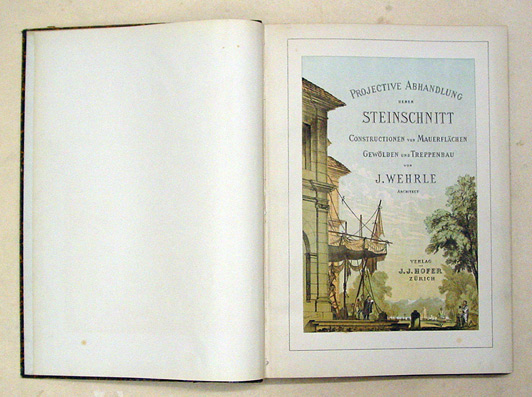 PROJECTIVE ABHANDLUNG
UEBER
STEINSCHNITT
CONSTRUCTIONEN VON MAUERFLÄCHEN
GEWÖLBEN UND TREPPENBAU
VON
J. WEHRLE
ARCHITECT
VERLAG
J. J. HOFER
ZÜRICH